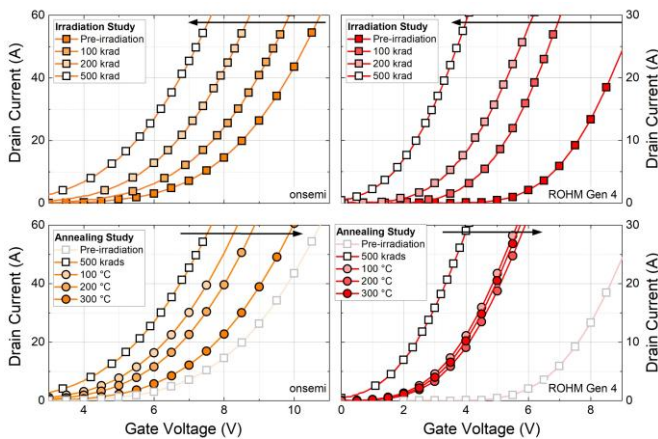 Drain Current (A)
60
40
20
0
Irradiation Study
Pre-irradiation
100 krad
200 krad
500 krad
onsemi
Irradiation Study
Pre-irradiation
100 krad
200 krad
500 krad
ROHM Gen 4
30
20
10
0
Drain Current (A)
Drain Current (A)
60
40
20
0
Annealing Study
Pre-irradiation
500 krads
100 °C
200 °C
300 °C
onsemi
4
6
8
10
Gate Voltage (V)
Annealing Study
Pre-irradiation
500 krads
100 °C
200 °C
300 °C
ROHM Gen 4
0
2
4
6
8
Gate Voltage (V)
30
20
10
0
Drain Current (A)